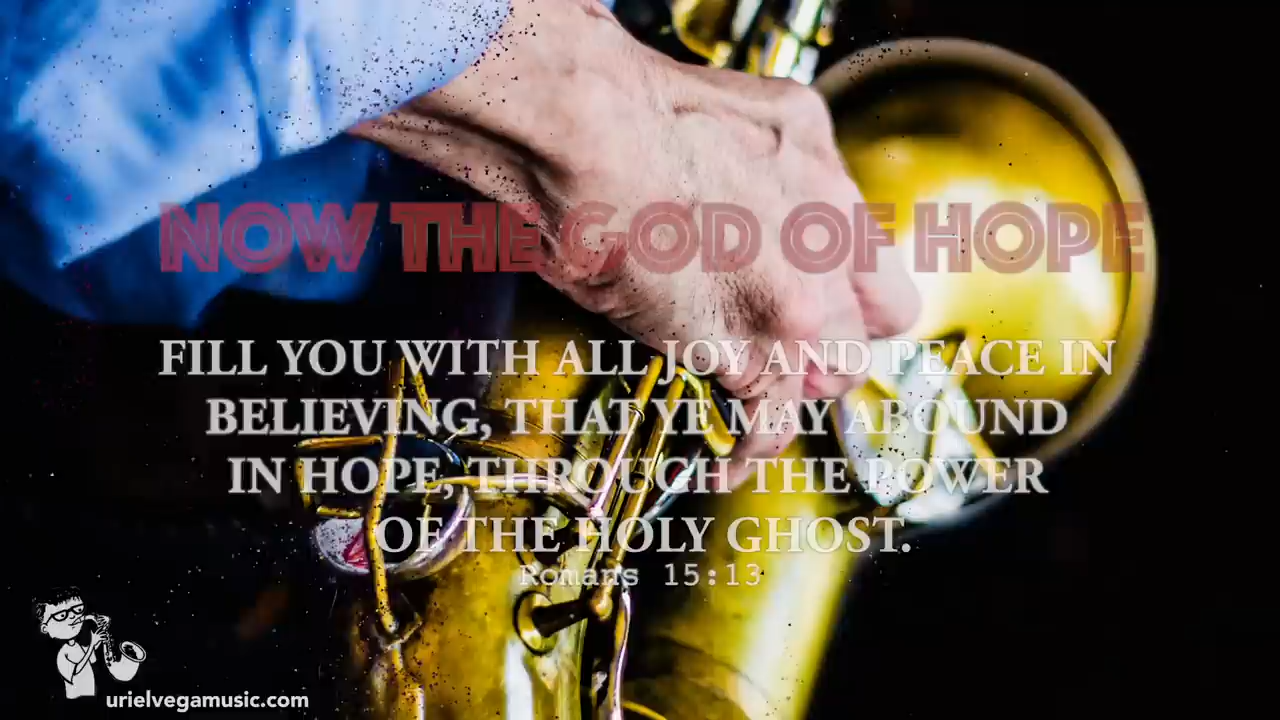 NOW THE GOD OF HOPE
FILL YOU WITH ALL JOY AND PEACE IN
BELIEVING, THAT YE MAY ABOUND
IN HOPE, THROUGH THE POWER
OF THE HOLY GHOST.
Romans 15:13
urielvegamusic.com